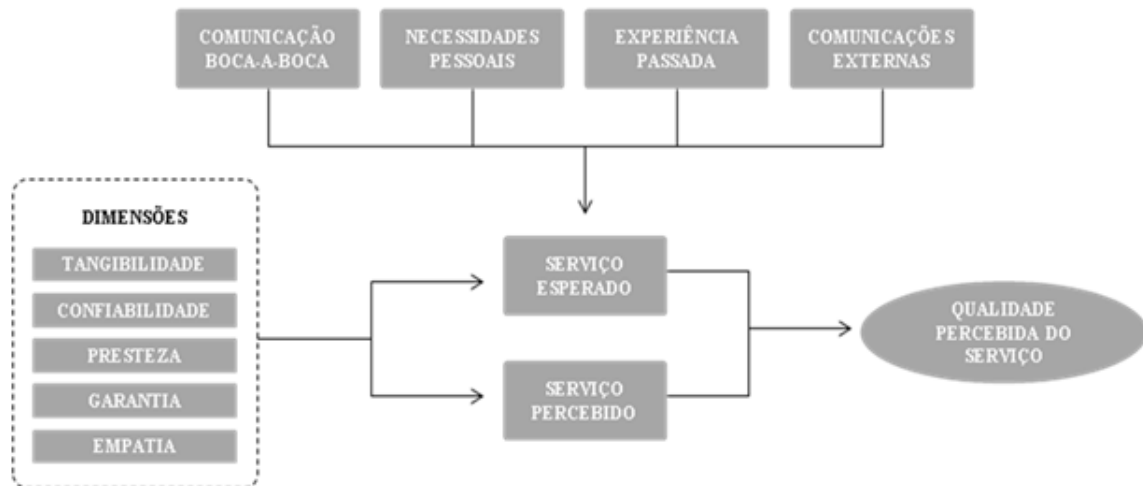 COMUNICAÇÃO
BOCA-A-BOCA
NECESSIDADES
PESSOAIS
EXPERIÊNCIA
PASSADA
COMUNICAÇÕES
EXTERNAS
DIMENSÕES
TANGIBILIDADE
CONFIABILIDADE
PRESTEZA
GARANTIA
EMPATIA
SERVIÇO
ESPERADO
SERVIÇO
PERCEBIDO
QUALIDADE
PERCEBIDA DO
SERVIÇO